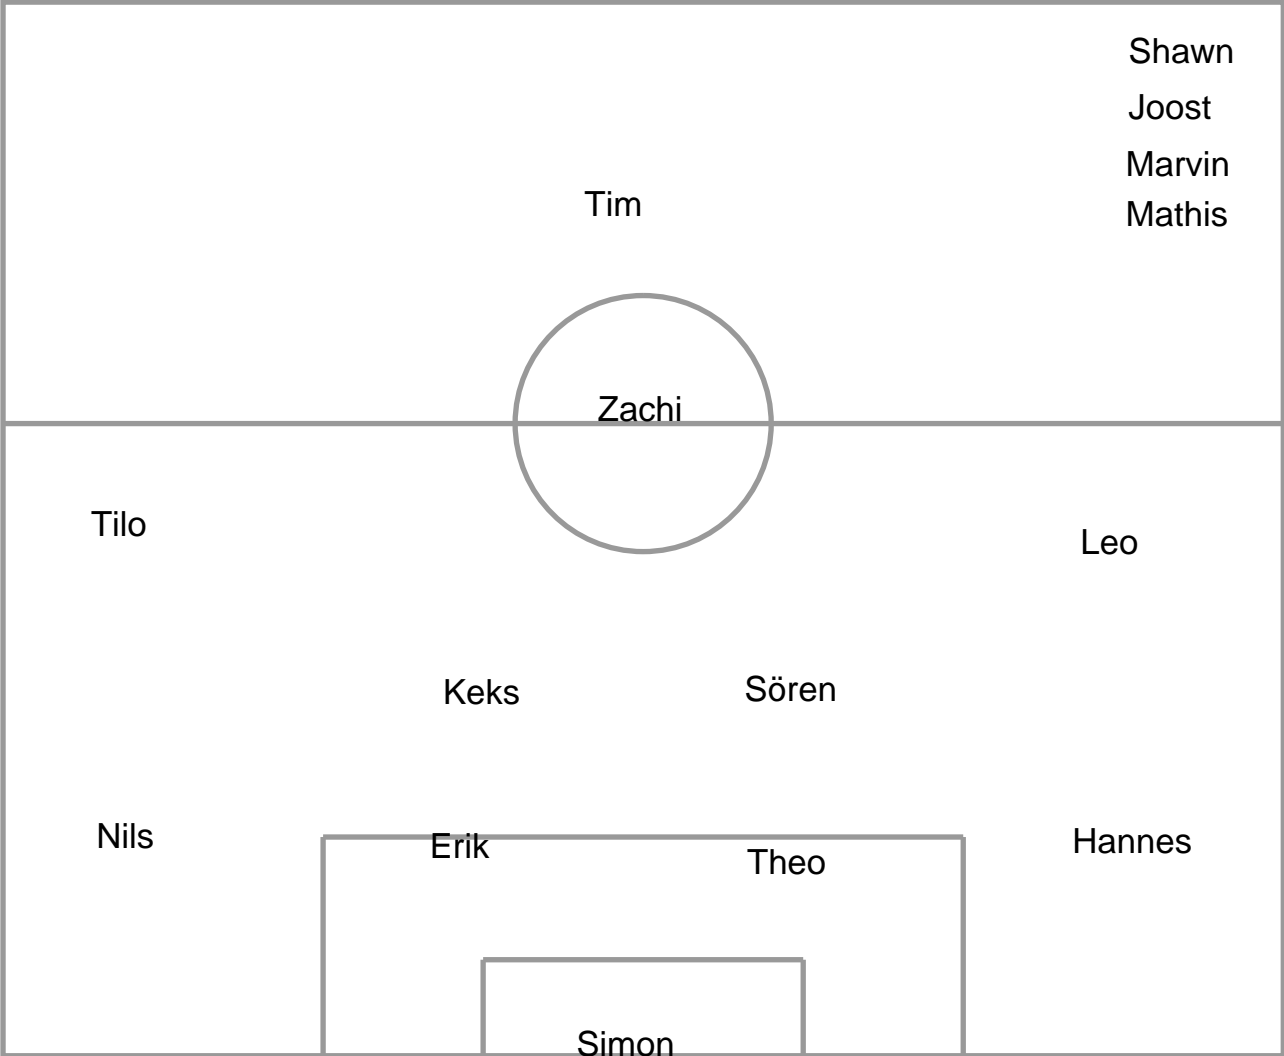 Shawn
Joost
Marvin
Tim
Mathis
Zachi
Tilo
Leo
Keks
Sören
Nils
Erik
Theo
Hannes
Simon